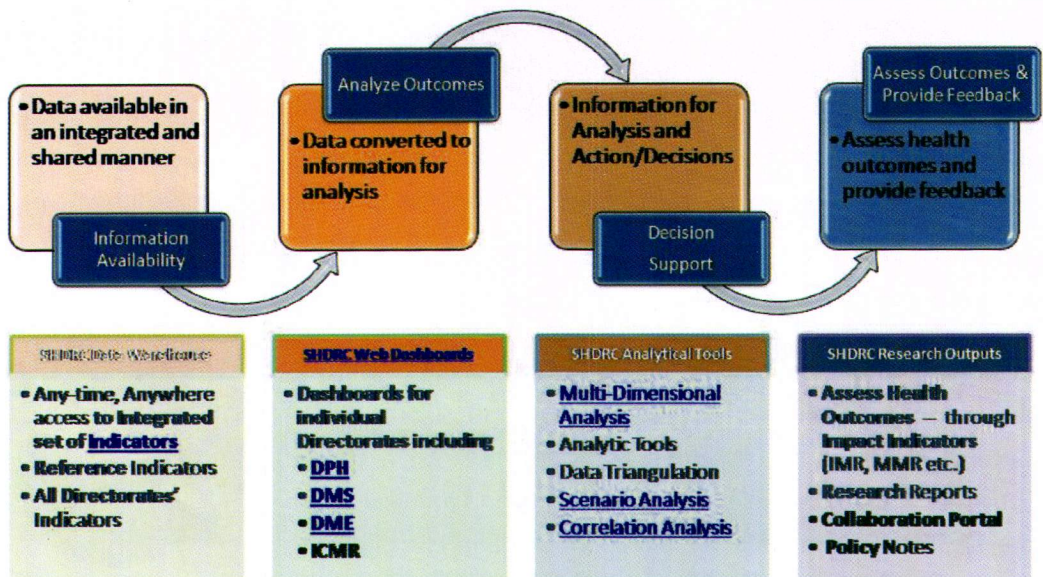 • Data available in
an integrated and
shared manner
Information
Availability
Analyze Outcomes
• Data converted to
information for
analysis
• Information for
Analysis and
Action/Decisions
Decision
Support
Assess Outcomes &
Provide Feedback
• Assess health
outcomes and
provide feedback
SHDRC Data Warehouse
• Any-time, Anywhere
access to Integrated
set of Indicators
• Reference Indicators
• All Directorates'
Indicators
SHDRC Web Dashboards
• Dashboards for
individual
Directorates including
• DPH
• DMS
• DME
• ICMR
SHDRC Analytical Tools
• Multi-Dimensional
Analysis
• Analytic Tools
• Data Triangulation
• Scenario Analysis
• Correlation Analysis
SHDRC Research Outputs
• Assess Health
Outcomes – through
Impact Indicators
(IMR, MMR etc.)
• Research Reports
• Collaboration Portal
• Policy Notes